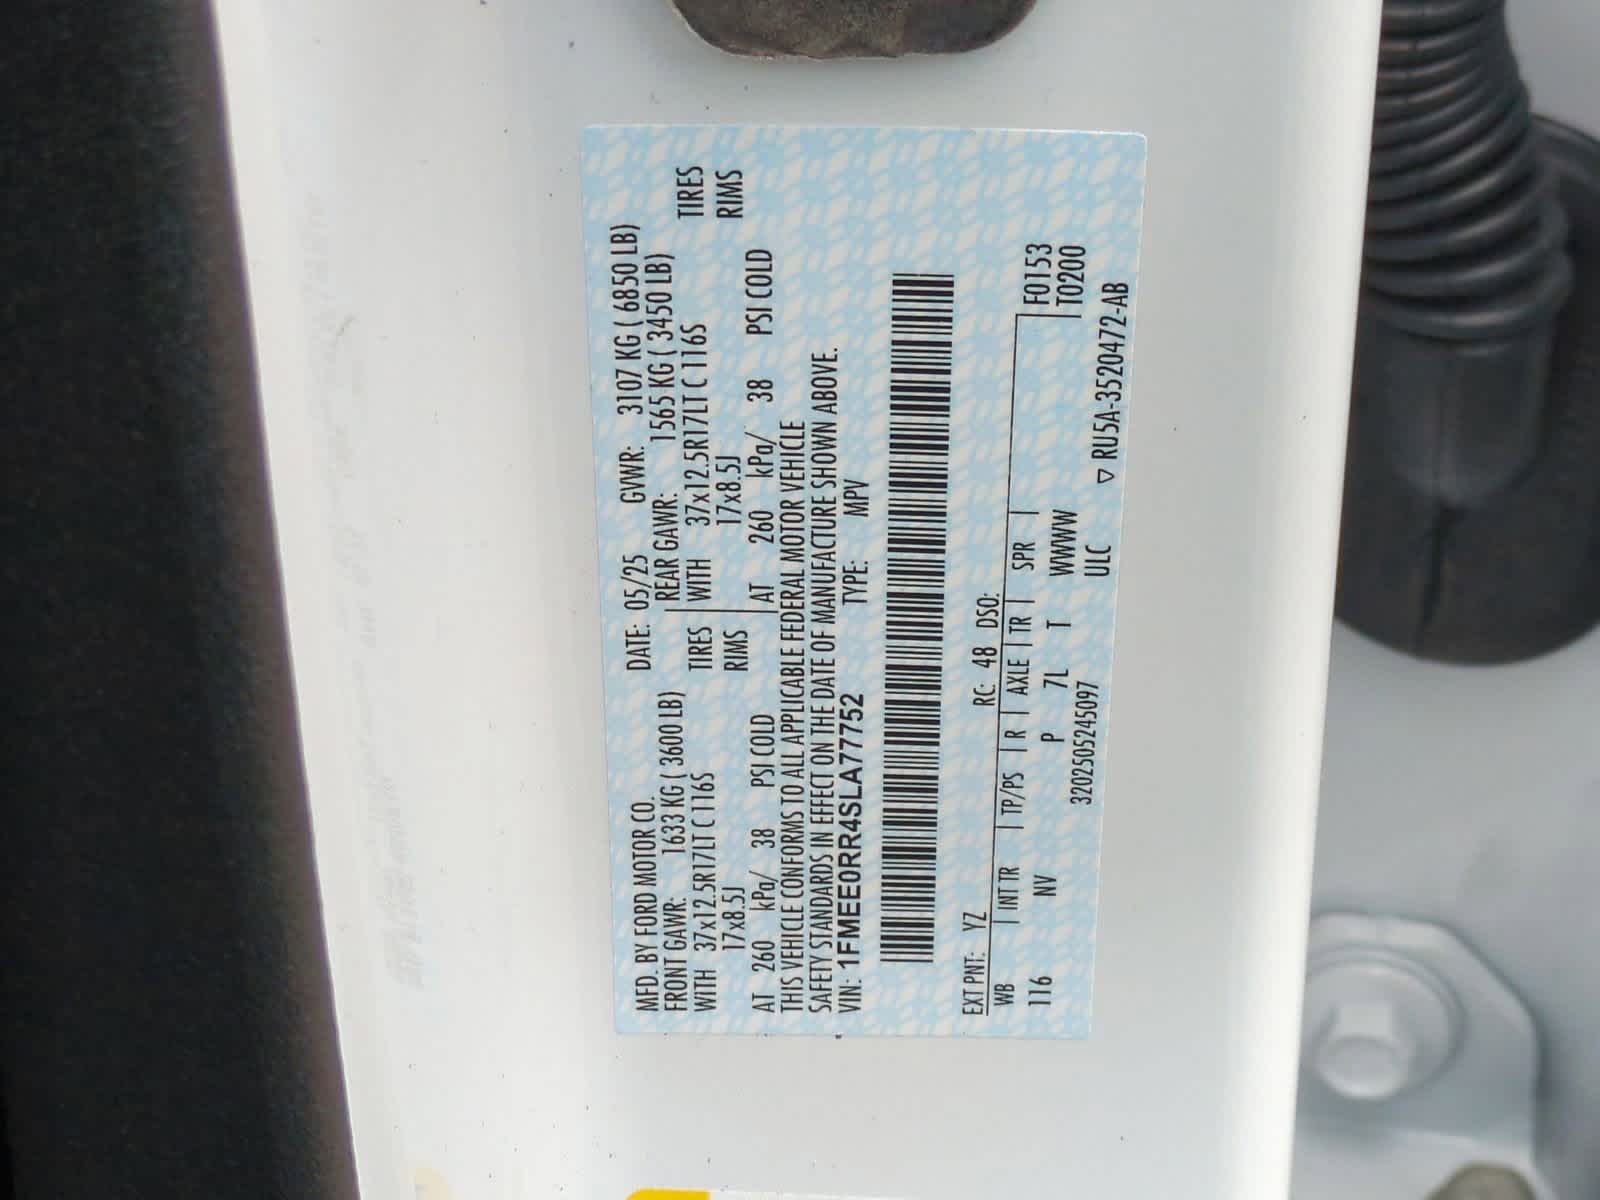 MFD. BY FORD MOTOR CO. DATE: 05/25 GVWR: 3107 KG ( 6850 LB)
FRONT GAWR: 1633 KG ( 3600 LB) REAR GAWR: 1565 KG ( 3450 LB)
WITH 37x12.5R17LT C 116S TIRES WITH 37x12.5R17LT C 116S TIRES
17x8.5J RIMS 17x8.5J RIMS
AT 260 kPa/ 38 PSI COLD AT 260 kPa/ 38 PSI COLD
THIS VEHICLE CONFORMS TO ALL APPLICABLE FEDERAL MOTOR VEHICLE
SAFETY STANDARDS IN EFFECT ON THE DATE OF MANUFACTURE SHOWN ABOVE.
VIN: 1FMEE0RR4SLA77752 TYPE: MPV
EXT PNT: YZ RC: 48 DSO: F0153
WB | INT TR | TP/PS | R | AXLE | TR | SPR | T0200
116 NV P 7L T WWWW
32025052 45097 ULC ▽ RU5A-3520472-AB